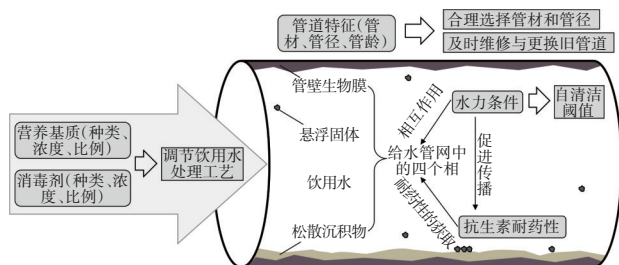 管道特征(管
材、管径、管龄)
合理选择管材和管径
及时维修与更换旧管道
管壁生物膜
悬浮固体
饮用水
松散沉积物
给水管网中
的四个相
相互作用
水力条件
自清洁
阈值
促进
传播
耐药性的获取
抗生素耐药性
营养基质(种类、
浓度、比例)
消毒剂(种类、浓
度、比例)
调节饮用水
处理工艺